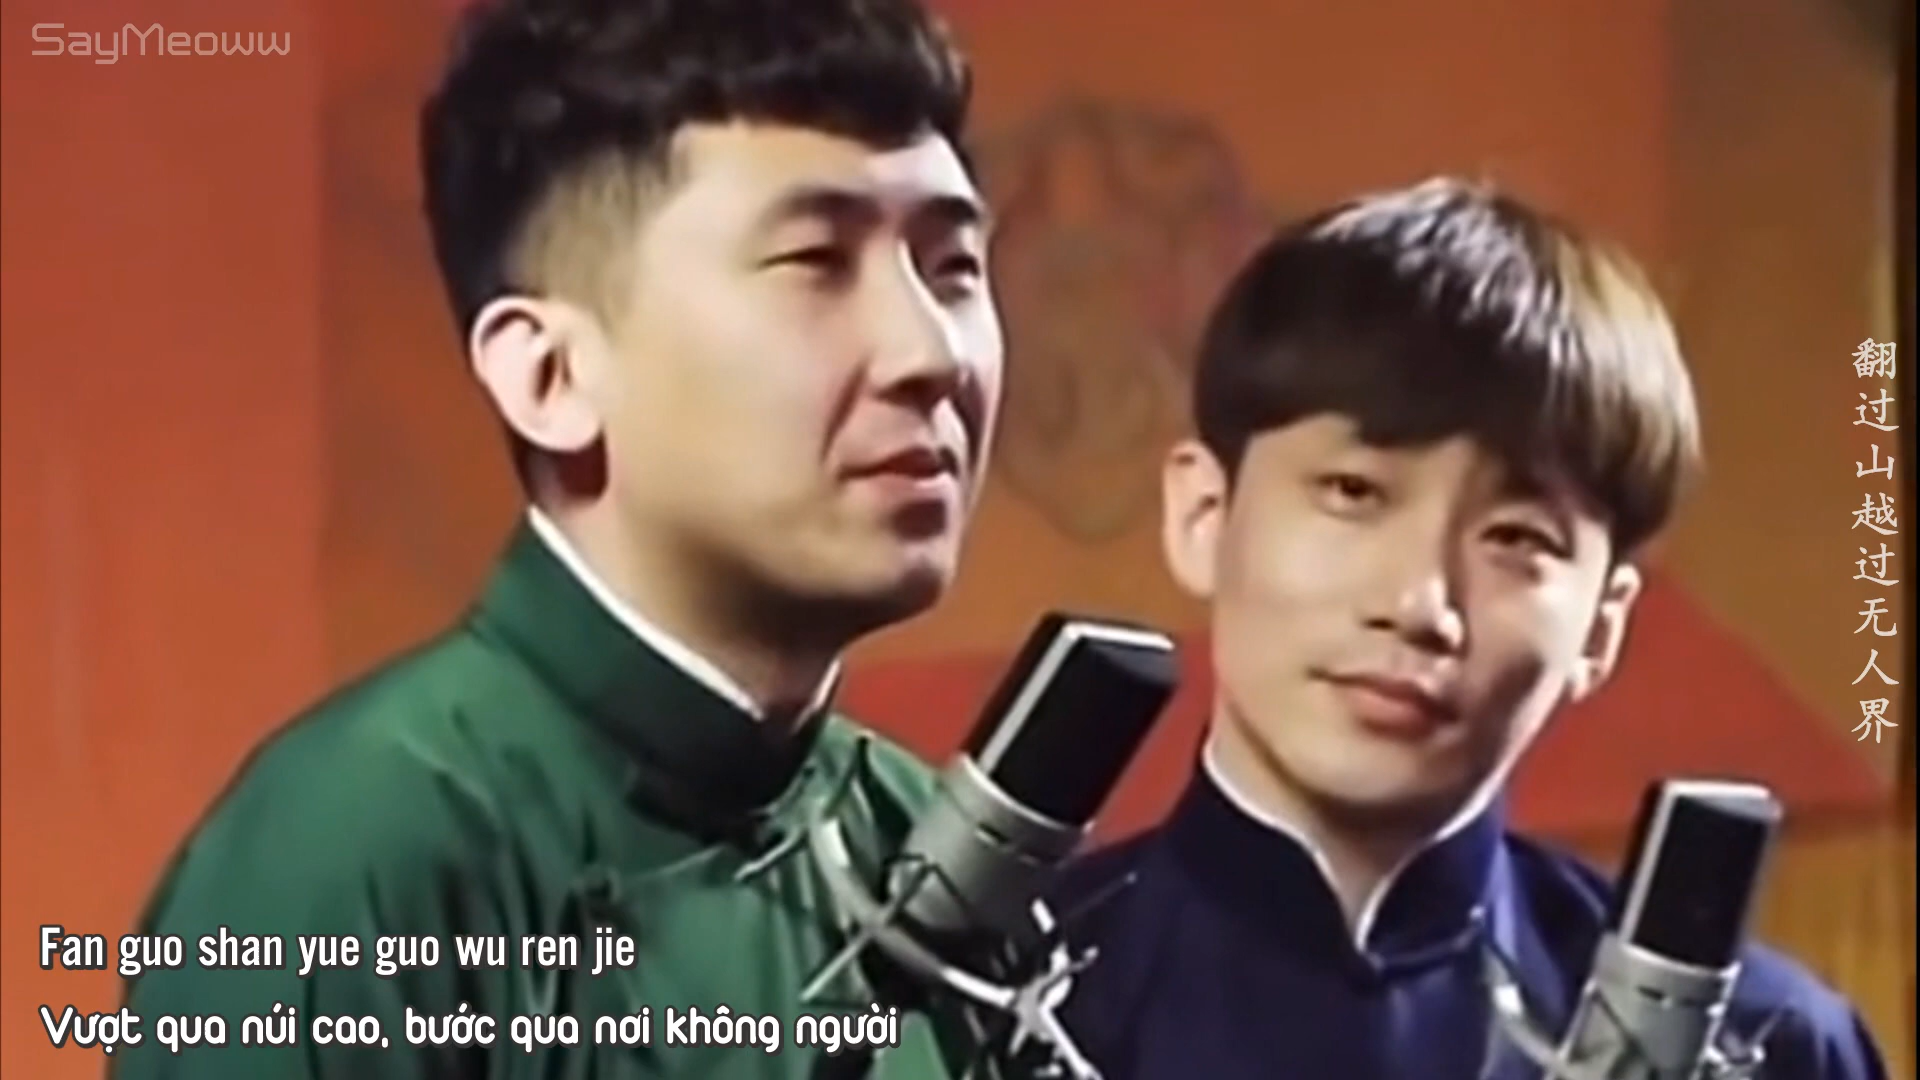 SayMeoww
翻过山越过无人界
Fan guo shan yue guo wu ren jie
Vượt qua núi cao, bước qua nơi không người